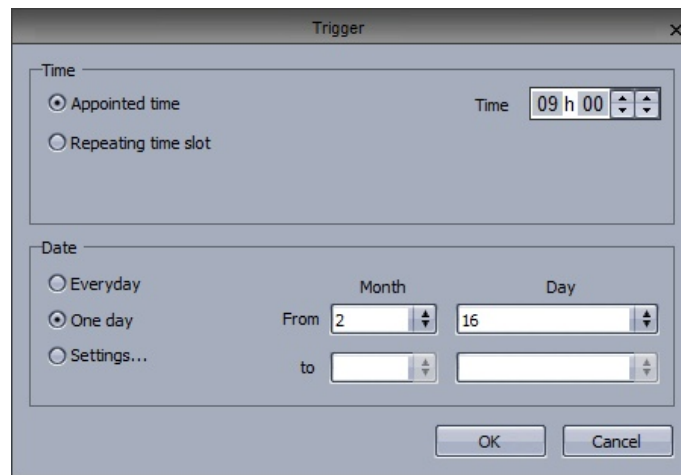 Trigger
Time
Appointed time
Time 09 h 00
Repeating time slot
Date
Everyday
Month Day
One day
From 2 16
Settings...
to
OK Cancel